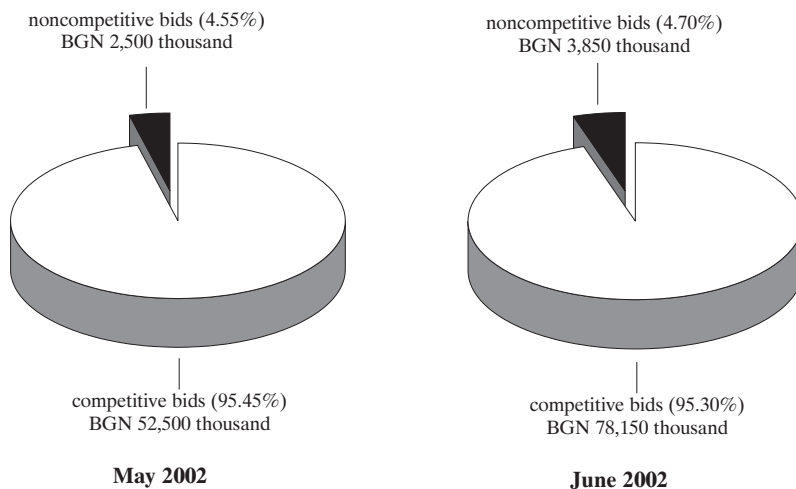 noncompetitive bids (4.55%)
BGN 2,500 thousand
competitive bids (95.45%)
BGN 52,500 thousand
May 2002
noncompetitive bids (4.70%)
BGN 3,850 thousand
competitive bids (95.30%)
BGN 78,150 thousand
June 2002